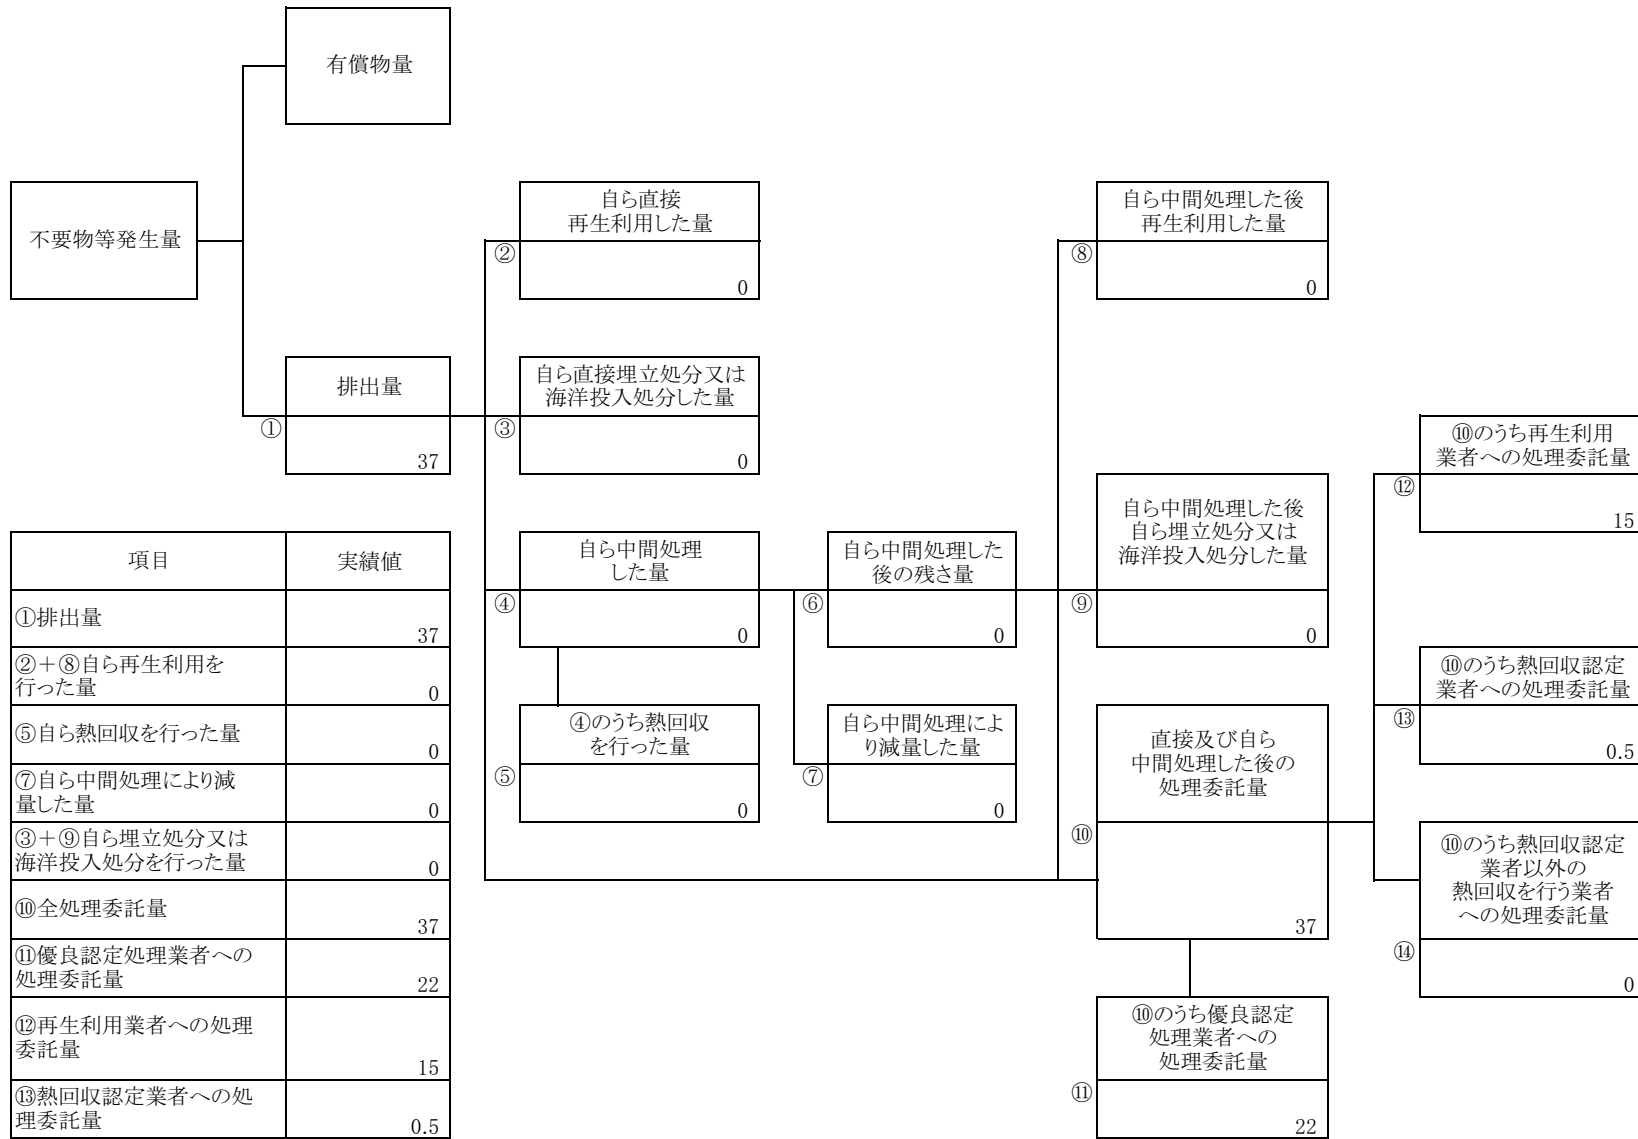 有償物量
不要物等発生量
排出量
①
37
自ら直接
再生利用した量
②
0
自ら直接埋立処分又は
海洋投入処分した量
③
0
自ら中間処理
した量
④
0
④のうち熱回収
を行った量
⑤
0
自ら中間処理した
後の残さ量
⑥
0
自ら中間処理によ
り減量した量
⑦
0
自ら中間処理した後
再生利用した量
⑧
0
自ら中間処理した後
自ら埋立処分又は
海洋投入処分した量
⑨
0
直接及び自ら
中間処理した後の
処理委託量
⑩
37
⑩のうち優良認定
処理業者への
処理委託量
⑪
22
⑩のうち再生利用
業者への処理委託量
⑫
15
⑩のうち熱回収認定
業者への処理委託量
⑬
0.5
⑩のうち熱回収認定
業者以外の
熱回収を行う業者
への処理委託量
⑭
0
項目 実績値
①排出量
37
②＋⑧自ら再生利用を
行った量
0
⑤自ら熱回収を行った量
0
⑦自ら中間処理により減
量した量
0
③＋⑨自ら埋立処分又は
海洋投入処分を行った量
0
⑩全処理委託量
37
⑪優良認定処理業者への
処理委託量
22
⑫再生利用業者への処理
委託量
15
⑬熱回収認定業者への処
理委託量
0.5